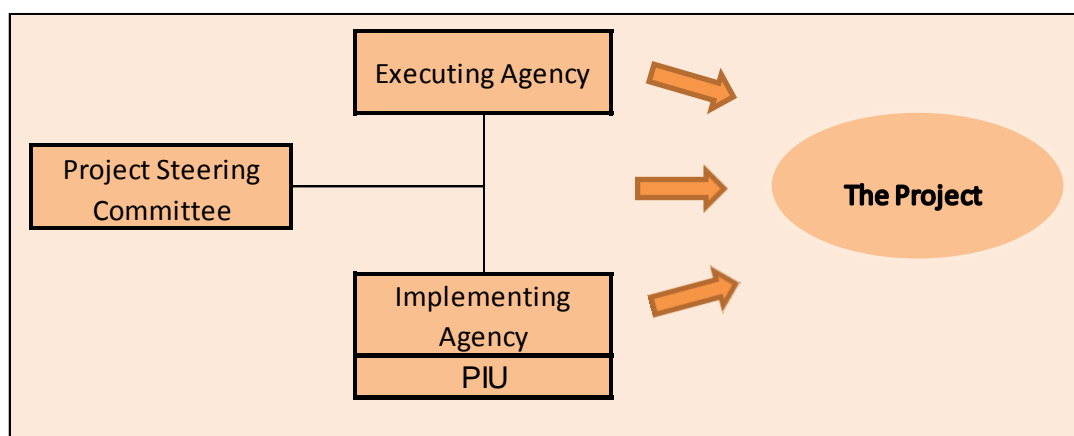 Executing Agency
Project Steering
Committee
The Project
Implementing
Agency
PIU